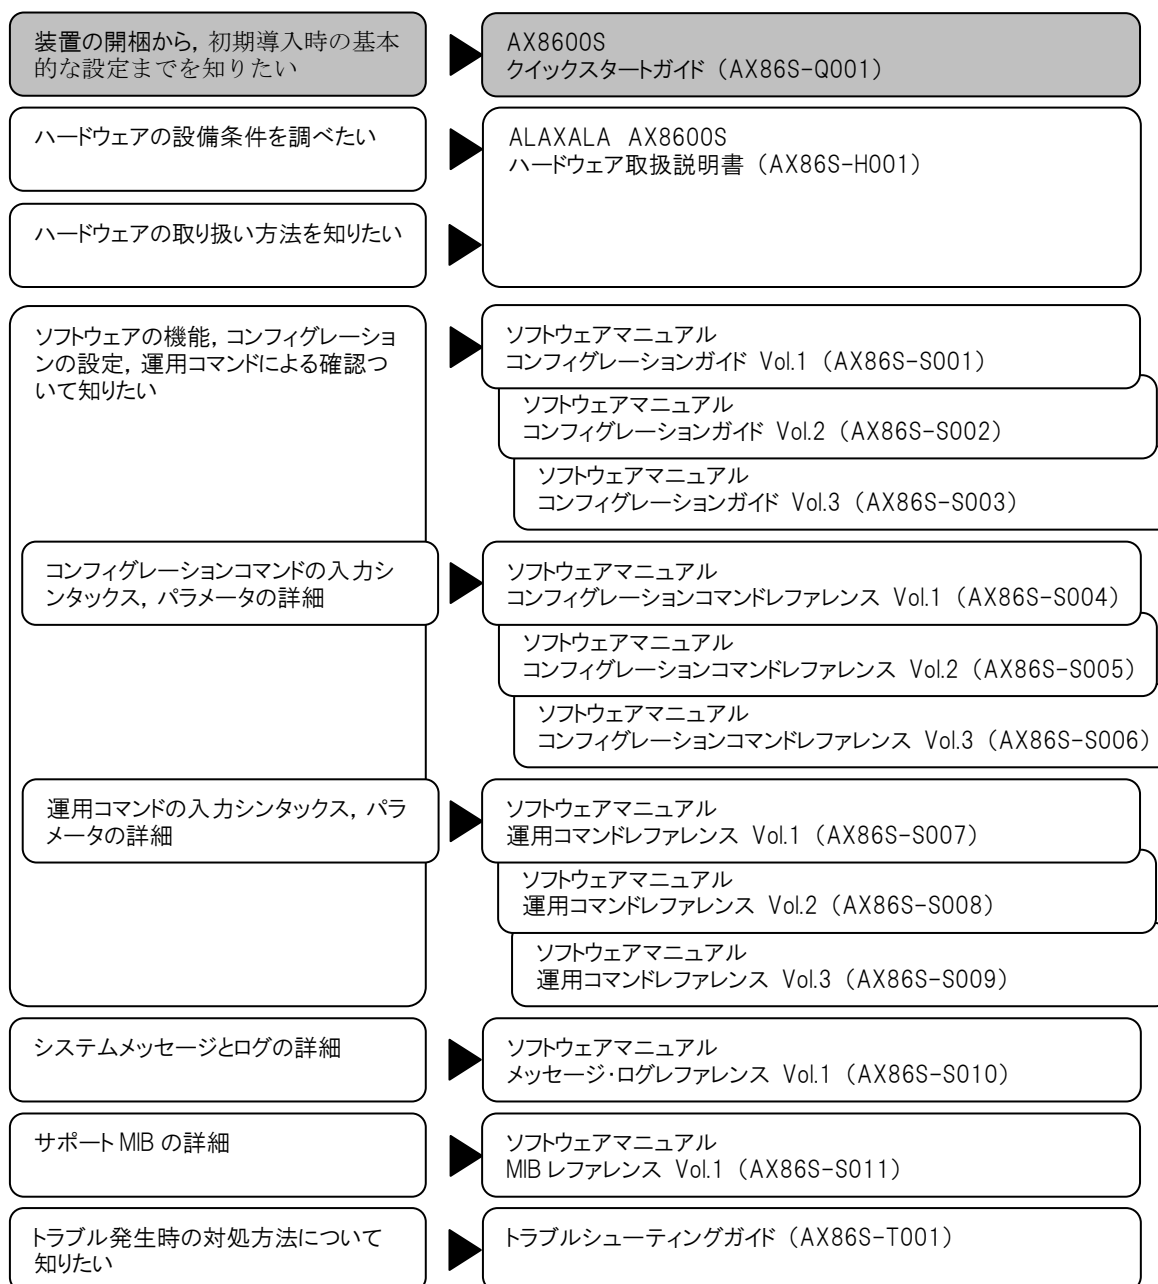 装置の開梱から，初期導入時の基本
的な設定までを知りたい
AX8600S
クイックスタートガイド（AX86S-Q001）
ハードウェアの設備条件を調べたい
ALAXALA AX8600S
ハードウェア取扱説明書（AX86S-H001）
ハードウェアの取り扱い方法を知りたい
ソフトウェアの機能，コンフィグレーショ
ンの設定，運用コマンドによる確認つ
いて知りたい
ソフトウェアマニュアル
コンフィグレーションガイド Vol.1（AX86S-S001）
ソフトウェアマニュアル
コンフィグレーションガイド Vol.2（AX86S-S002）
ソフトウェアマニュアル
コンフィグレーションガイド Vol.3（AX86S-S003）
コンフィグレーションコマンドの入力シ
ンタックス，パラメータの詳細
ソフトウェアマニュアル
コンフィグレーションコマンドレファレンス Vol.1（AX86S-S004）
ソフトウェアマニュアル
コンフィグレーションコマンドレファレンス Vol.2（AX86S-S005）
ソフトウェアマニュアル
コンフィグレーションコマンドレファレンス Vol.3（AX86S-S006）
運用コマンドの入力シンタックス，パラ
メータの詳細
ソフトウェアマニュアル
運用コマンドレファレンス Vol.1（AX86S-S007）
ソフトウェアマニュアル
運用コマンドレファレンス Vol.2（AX86S-S008）
ソフトウェアマニュアル
運用コマンドレファレンス Vol.3（AX86S-S009）
システムメッセージとログの詳細
ソフトウェアマニュアル
メッセージ・ログレファレンス Vol.1（AX86S-S010）
サポート MIB の詳細
ソフトウェアマニュアル
MIB レファレンス Vol.1（AX86S-S011）
トラブル発生時の対処方法について
知りたい
トラブルシューティングガイド（AX86S-T001）